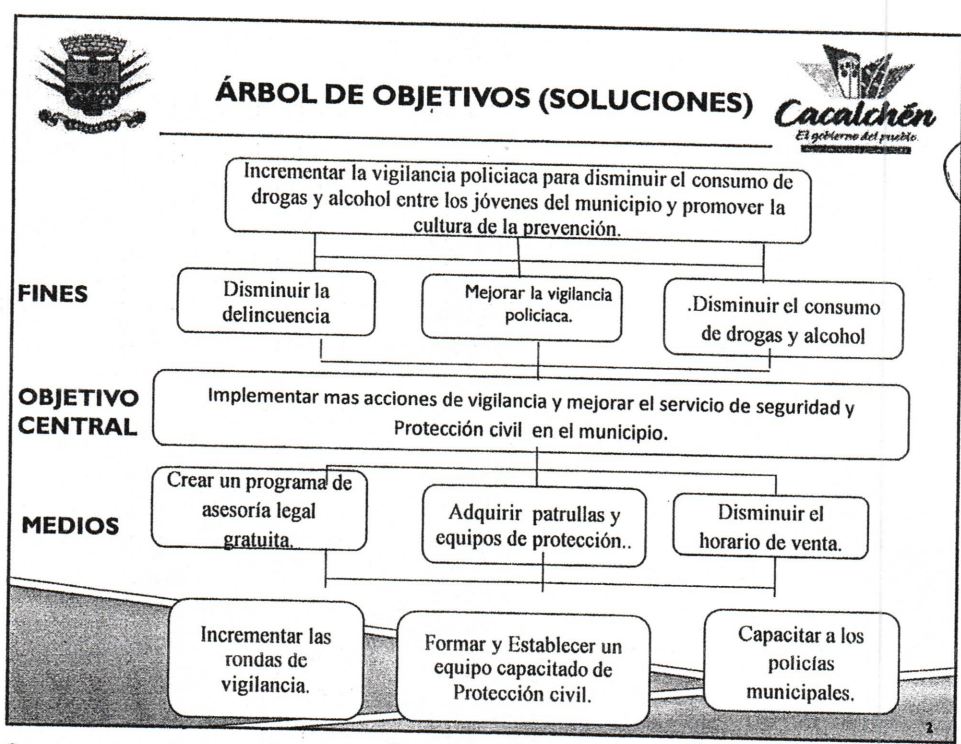 ÁRBOL DE OBJETIVOS (SOLUCIONES)
Cacalchén
El gobierno del pueblo.
Incrementar la vigilancia policiaca para disminuir el consumo de
drogas y alcohol entre los jóvenes del municipio y promover la
cultura de la prevención.
FINES
Disminuir la
delincuencia
Mejorar la vigilancia
policiaca.
.Disminuir el consumo
de drogas y alcohol
OBJETIVO
CENTRAL
Implementar mas acciones de vigilancia y mejorar el servicio de seguridad y
Protección civil en el municipio.
MEDIOS
Crear un programa de
asesoría legal
gratuita.
Adquirir patrullas y
equipos de protección..
Disminuir el
horario de venta.
Incrementar las
rondas de
vigilancia.
Formar y Establecer un
equipo capacitado de
Protección civil.
Capacitar a los
policías
municipales.
2